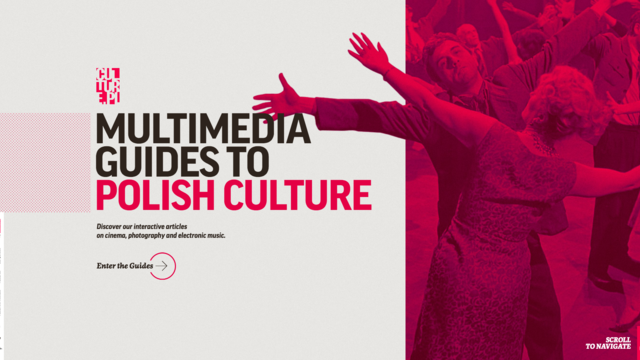 CUL
TUR
E.PL
MULTIMEDIA
GUIDES TO
POLISH CULTURE
Discover our interactive articles
on cinema, photography and electronic music.
Enter the Guides
SCROLL
TO NAVIGATE